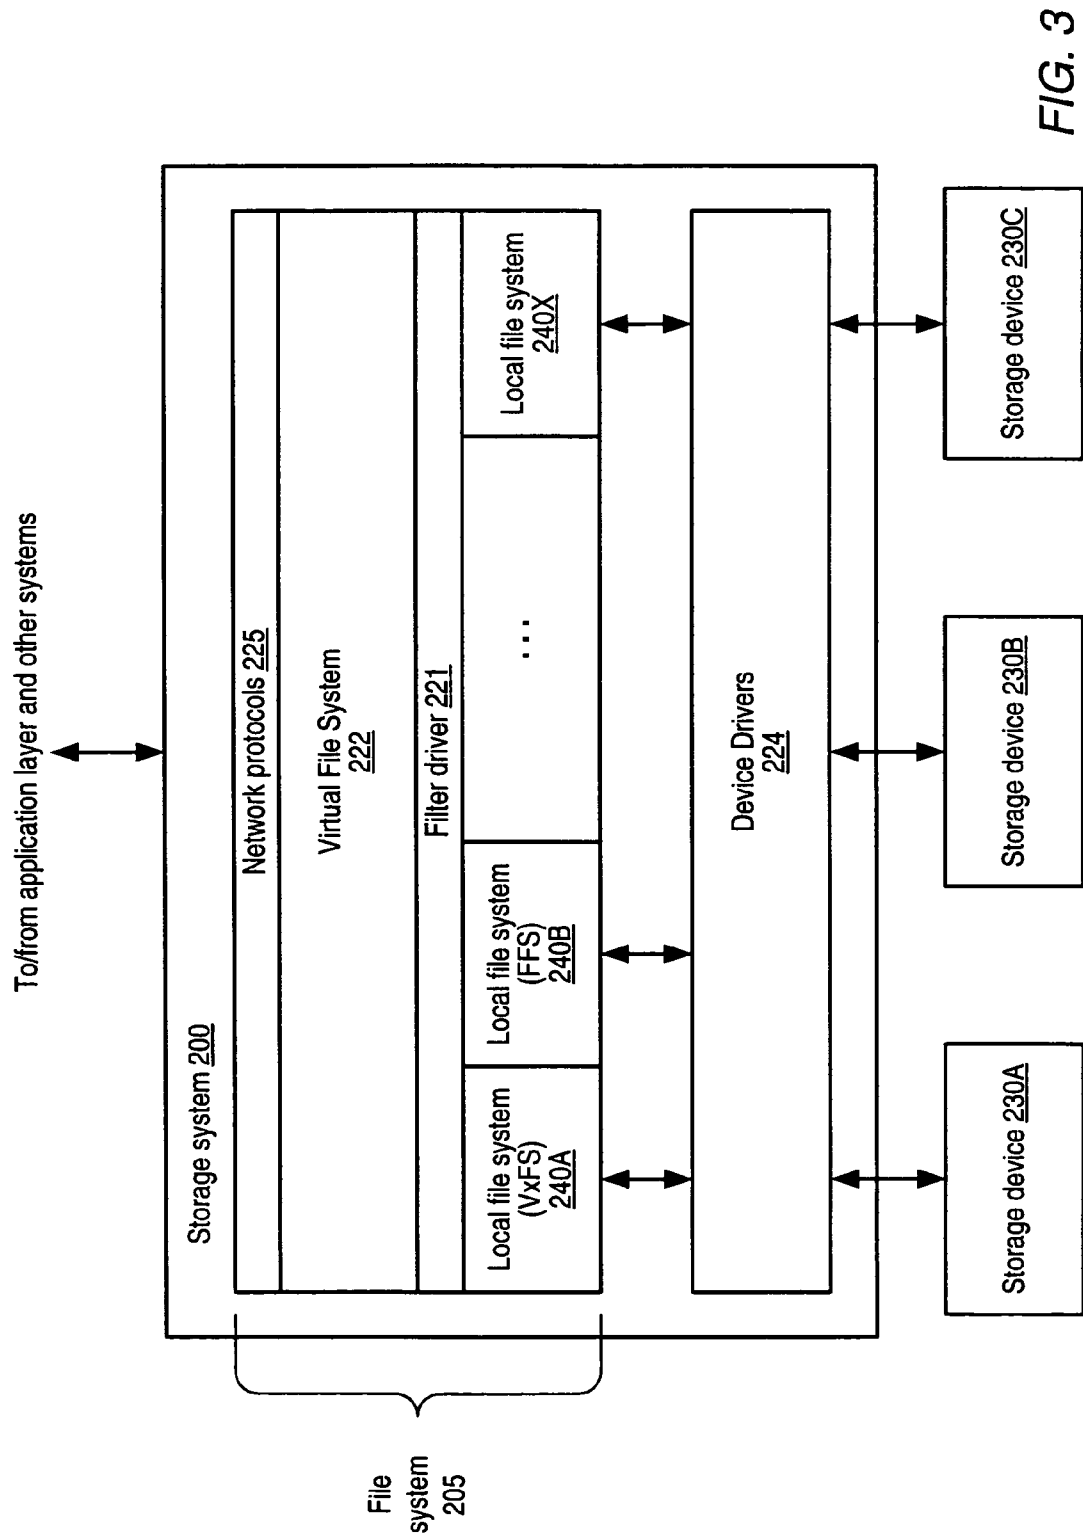 To/from application layer and other systems
Storage system 200
Network protocols 225
Virtual File System
222
Filter driver 221
Local file system
(VxFS)
240A
Local file system
(FFS)
240B
...
Local file system
240X
File
system
205
Device Drivers
224
Storage device 230A
Storage device 230B
Storage device 230C
FIG. 3